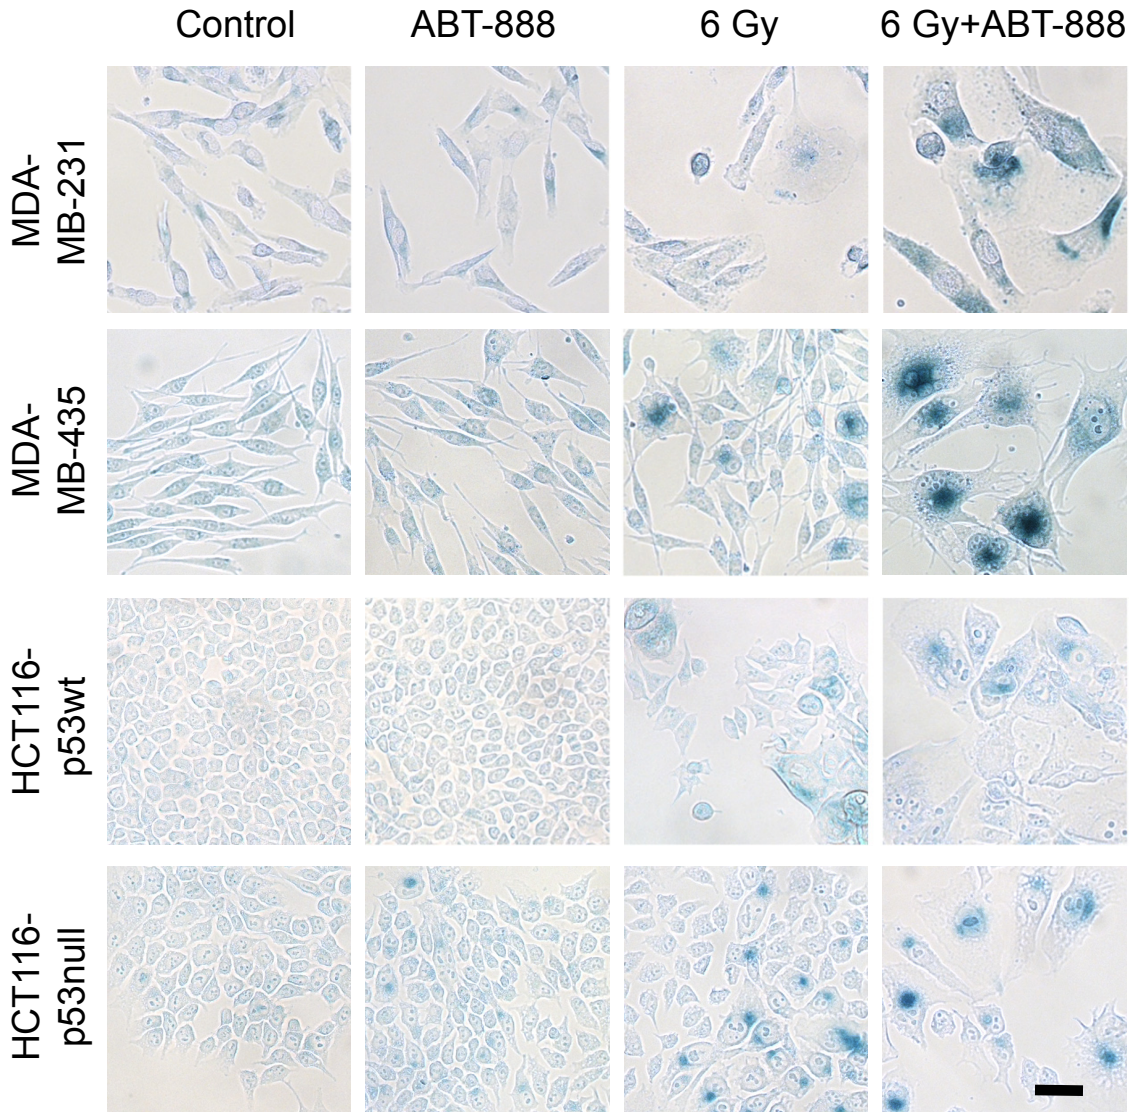 Control ABT-888 6 Gy 6 Gy+ABT-888
MDA-
MB-231
MDA-
MB-435
HCT116-
p53wt
HCT116-
p53null